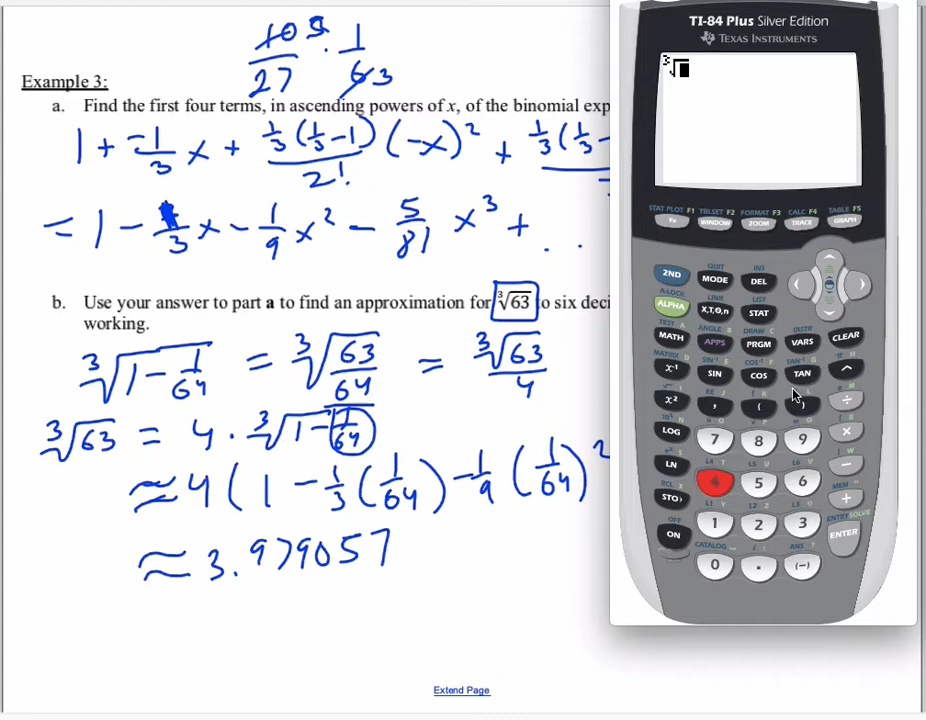 10 5/27 · 1/63
Example 3:
a. Find the first four terms, in ascending powers of x, of the binomial exp
1 + -1/3 x + 1/3(1/3-1)/2! (-x)² + 1/3(1/3-
= 1 - 1/3 x - 1/9 x² - 5/81 x³ + . .
b. Use your answer to part a to find an approximation for ∛63 to six deci
working.
∛(1 - 1/64) = ∛(63/64) = ∛63/4
∛63 = 4 · ∛(1 - 1/64)
≈ 4(1 - 1/3(1/64) - 1/9(1/64)²
≈ 3.979057
Extend Page
TI-84 Plus Silver Edition
TEXAS INSTRUMENTS
∛
STAT PLOT F1 TBLSET F2 FORMAT F3 CALC F4 TABLE F5
Y= WINDOW ZOOM TRACE GRAPH
QUIT INS
2ND MODE DEL
A-LOCK LINK LIST
ALPHA X,T,Θ,n STAT
TEST A ANGLE B DRAW C DISTR
MATH APPS PRGM VARS CLEAR
MATRIX D SIN⁻¹ E COS⁻¹ F TAN⁻¹ G π H
x⁻¹ SIN COS TAN ^
x² , ( ) ÷
LOG 7 8 9 ×
LN 4 5 6 −
L1 Y L2 Z L3 MEM
STO› 1 2 3 +
OFF CATALOG ANS ? ENTRY SOLVE
ON 0 . (−) ENTER